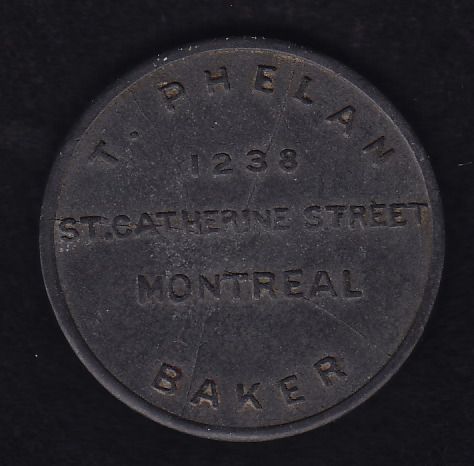 T. PHELAN
1238
ST. CATHERINE STREET
MONTREAL
BAKER